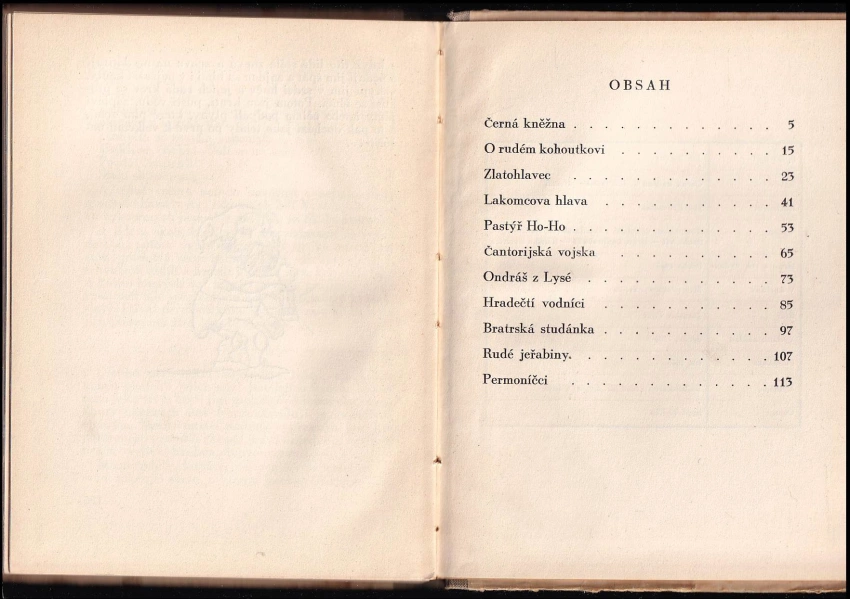 OBSAH
Černá kněžna . . . . . . . . . . . . . 5
O rudém kohoutkovi . . . . . . . . . . 15
Zlatohlavec . . . . . . . . . . . . 23
Lakomcova hlava . . . . . . . . . . . 41
Pastýř Ho-Ho . . . . . . . . . . . . . 53
Čantorijská vojska . . . . . . . . . . 65
Ondráš z Lysé . . . . . . . . . . . . 73
Hradečtí vodníci . . . . . . . . . . . 85
Bratrská studánka . . . . . . . . . . . 97
Rudé jeřabiny. . . . . . . . . . . . 107
Permoníčci . . . . . . . . . . . . 113